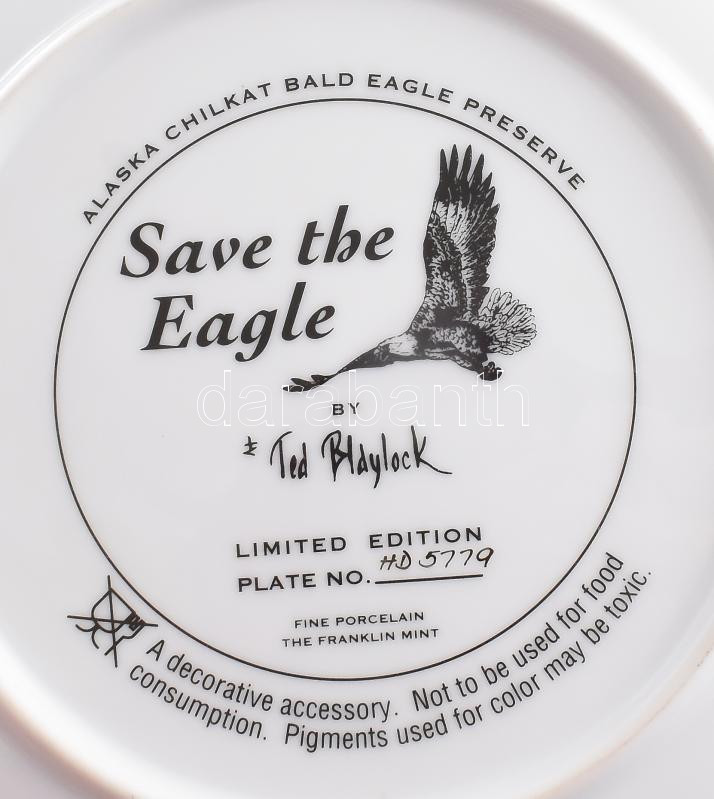 ALASKA CHILKAT BALD EAGLE PRESERVE
Save the
Eagle
darabanth
BY
Ted Blaylock
LIMITED EDITION
PLATE NO. HD 5779
FINE PORCELAIN
THE FRANKLIN MINT
A decorative accessory. Not to be used for food
consumption. Pigments used for color may be toxic.